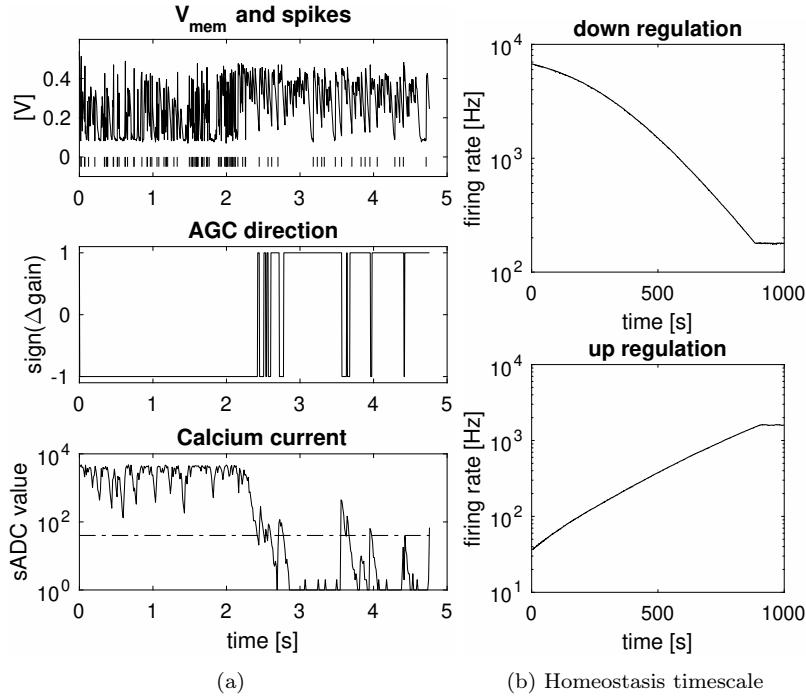 V_mem and spikes
[V]
0.4
0.2
0
0 1 2 3 4 5
AGC direction
sign(Δgain)
1
0
-1
0 1 2 3 4 5
Calcium current
sADC value
10^4
10^2
10^0
0 1 2 3 4 5
time [s]
(a)
down regulation
firing rate [Hz]
10^4
10^3
10^2
0 500 1000
time [s]
up regulation
firing rate [Hz]
10^4
10^3
10^2
10^1
0 500 1000
time [s]
(b) Homeostasis timescale